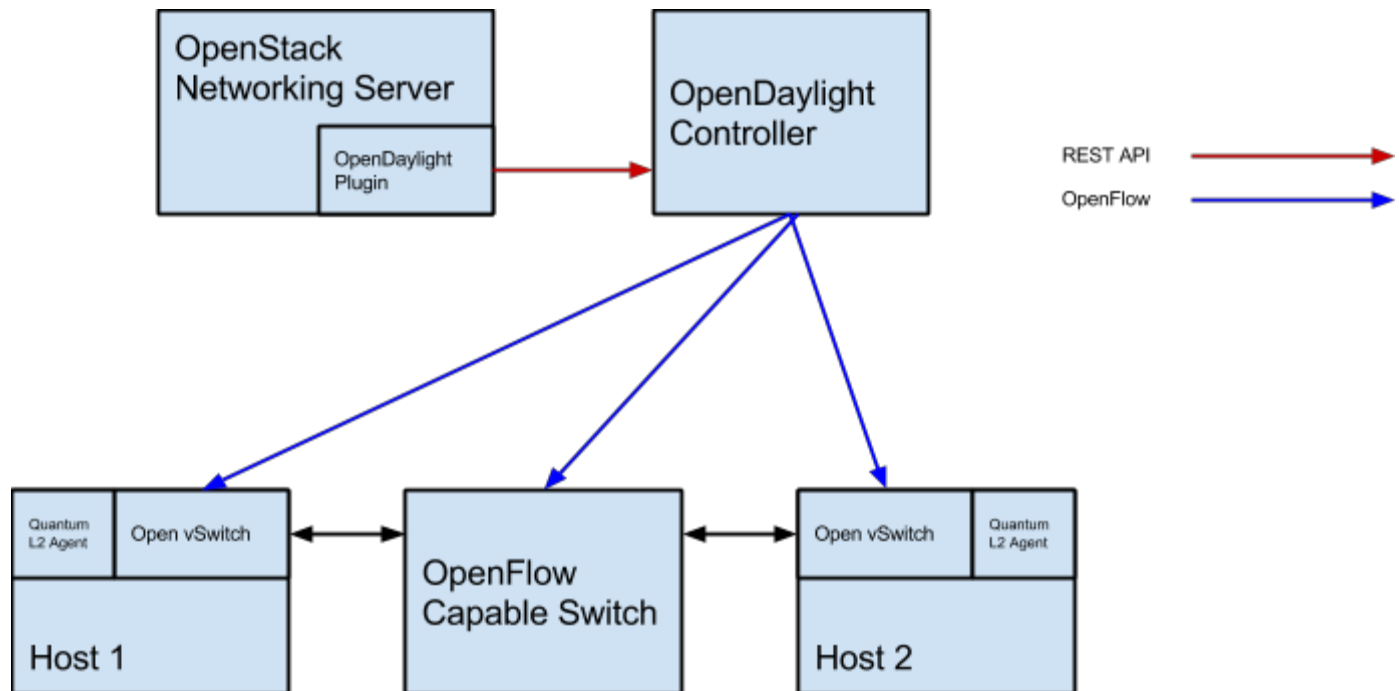 OpenStack
Networking Server
OpenDaylight
Plugin
OpenDaylight
Controller
REST API
OpenFlow
Quantum
L2 Agent
Open vSwitch
Host 1
OpenFlow
Capable Switch
Open vSwitch
Quantum
L2 Agent
Host 2